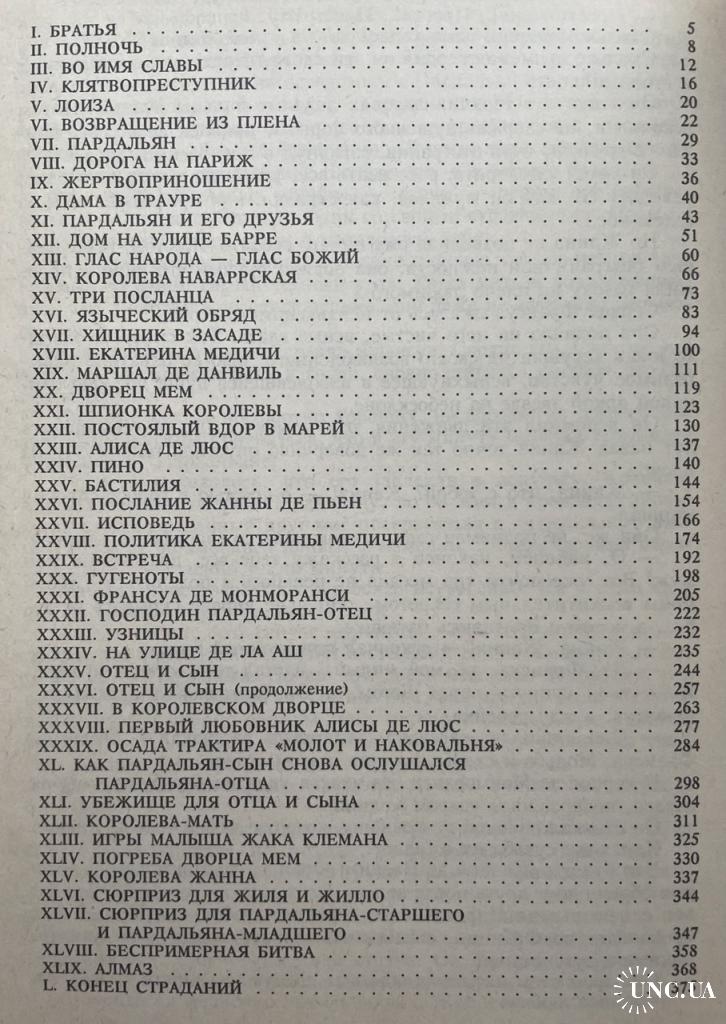 I. БРАТЬЯ . . . . . 5
II. ПОЛНОЧЬ . . . . . 8
III. ВО ИМЯ СЛАВЫ . . . . . 12
IV. КЛЯТВОПРЕСТУПНИК . . . . . 16
V. ЛОИЗА . . . . . 20
VI. ВОЗВРАЩЕНИЕ ИЗ ПЛЕНА . . . . . 22
VII. ПАРДАЛЬЯН . . . . . 29
VIII. ДОРОГА НА ПАРИЖ . . . . . 33
IX. ЖЕРТВОПРИНОШЕНИЕ . . . . . 36
X. ДАМА В ТРАУРЕ . . . . . 40
XI. ПАРДАЛЬЯН И ЕГО ДРУЗЬЯ . . . . . 43
XII. ДОМ НА УЛИЦЕ БАРРЕ . . . . . 51
XIII. ГЛАС НАРОДА — ГЛАС БОЖИЙ . . . . . 60
XIV. КОРОЛЕВА НАВАРРСКАЯ . . . . . 66
XV. ТРИ ПОСЛАНЦА . . . . . 73
XVI. ЯЗЫЧЕСКИЙ ОБРЯД . . . . . 83
XVII. ХИЩНИК В ЗАСАДЕ . . . . . 94
XVIII. ЕКАТЕРИНА МЕДИЧИ . . . . . 100
XIX. МАРШАЛ ДЕ ДАНВИЛЬ . . . . . 111
XX. ДВОРЕЦ МЕМ . . . . . 119
XXI. ШПИОНКА КОРОЛЕВЫ . . . . . 123
XXII. ПОСТОЯЛЫЙ ВДОР В МАРЕЙ . . . . . 130
XXIII. АЛИСА ДЕ ЛЮС . . . . . 137
XXIV. ПИНО . . . . . 140
XXV. БАСТИЛИЯ . . . . . 144
XXVI. ПОСЛАНИЕ ЖАННЫ ДЕ ПЬЕН . . . . . 154
XXVII. ИСПОВЕДЬ . . . . . 166
XXVIII. ПОЛИТИКА ЕКАТЕРИНЫ МЕДИЧИ . . . . . 174
XXIX. ВСТРЕЧА . . . . . 192
XXX. ГУГЕНОТЫ . . . . . 198
XXXI. ФРАНСУА ДЕ МОНМОРАНСИ . . . . . 205
XXXII. ГОСПОДИН ПАРДАЛЬЯН-ОТЕЦ . . . . . 222
XXXIII. УЗНИЦЫ . . . . . 232
XXXIV. НА УЛИЦЕ ДЕ ЛА АШ . . . . . 235
XXXV. ОТЕЦ И СЫН . . . . . 244
XXXVI. ОТЕЦ И СЫН (продолжение) . . . . . 257
XXXVII. В КОРОЛЕВСКОМ ДВОРЦЕ . . . . . 263
XXXVIII. ПЕРВЫЙ ЛЮБОВНИК АЛИСЫ ДЕ ЛЮС . . . . . 277
XXXIX. ОСАДА ТРАКТИРА «МОЛОТ И НАКОВАЛЬНЯ» . . . . . 284
XL. КАК ПАРДАЛЬЯН-СЫН СНОВА ОСЛУШАЛСЯ
ПАРДАЛЬЯНА-ОТЦА . . . . . 298
XLI. УБЕЖИЩЕ ДЛЯ ОТЦА И СЫНА . . . . . 304
XLII. КОРОЛЕВА-МАТЬ . . . . . 311
XLIII. ИГРЫ МАЛЫША ЖАКА КЛЕМАНА . . . . . 325
XLIV. ПОГРЕБА ДВОРЦА МЕМ . . . . . 330
XLV. КОРОЛЕВА ЖАННА . . . . . 337
XLVI. СЮРПРИЗ ДЛЯ ЖИЛЯ И ЖИЛЛО . . . . . 344
XLVII. СЮРПРИЗ ДЛЯ ПАРДАЛЬЯНА-СТАРШЕГО
И ПАРДАЛЬЯНА-МЛАДШЕГО . . . . . 347
XLVIII. БЕСПРИМЕРНАЯ БИТВА . . . . . 358
XLIX. АЛМАЗ . . . . . 368
L. КОНЕЦ СТРАДАНИЙ . . . . .
UNC.UA